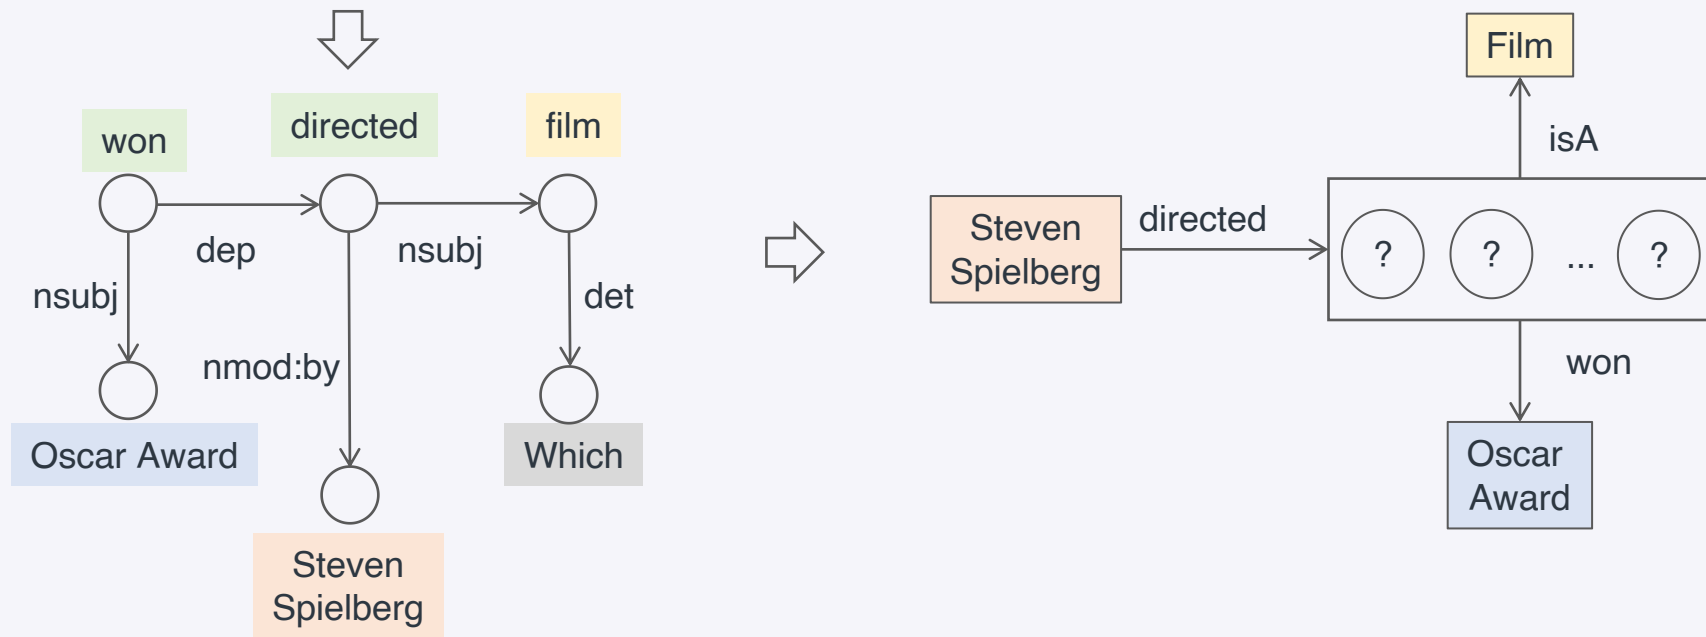 won
directed
film
dep
nsubj
nsubj
det
nmod:by
Oscar Award
Which
Steven
Spielberg
Film
isA
Steven
Spielberg
directed
?
?
...
?
won
Oscar
Award